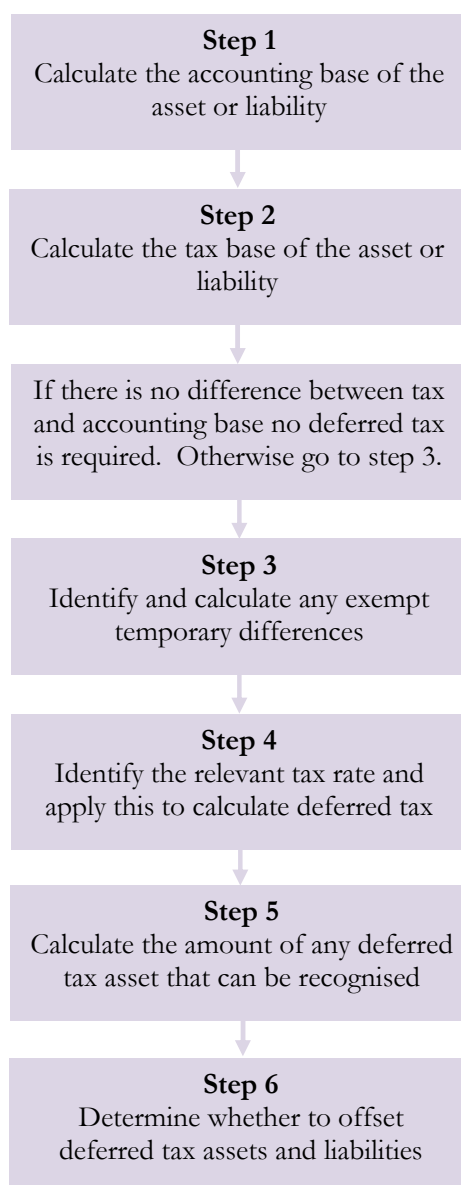 Step 1
Calculate the accounting base of the
asset or liability
Step 2
Calculate the tax base of the asset or
liability
If there is no difference between tax
and accounting base no deferred tax
is required.  Otherwise go to step 3.
Step 3
Identify and calculate any exempt
temporary differences
Step 4
Identify the relevant tax rate and
apply this to calculate deferred tax
Step 5
Calculate the amount of any deferred
tax asset that can be recognised
Step 6
Determine whether to offset
deferred tax assets and liabilities